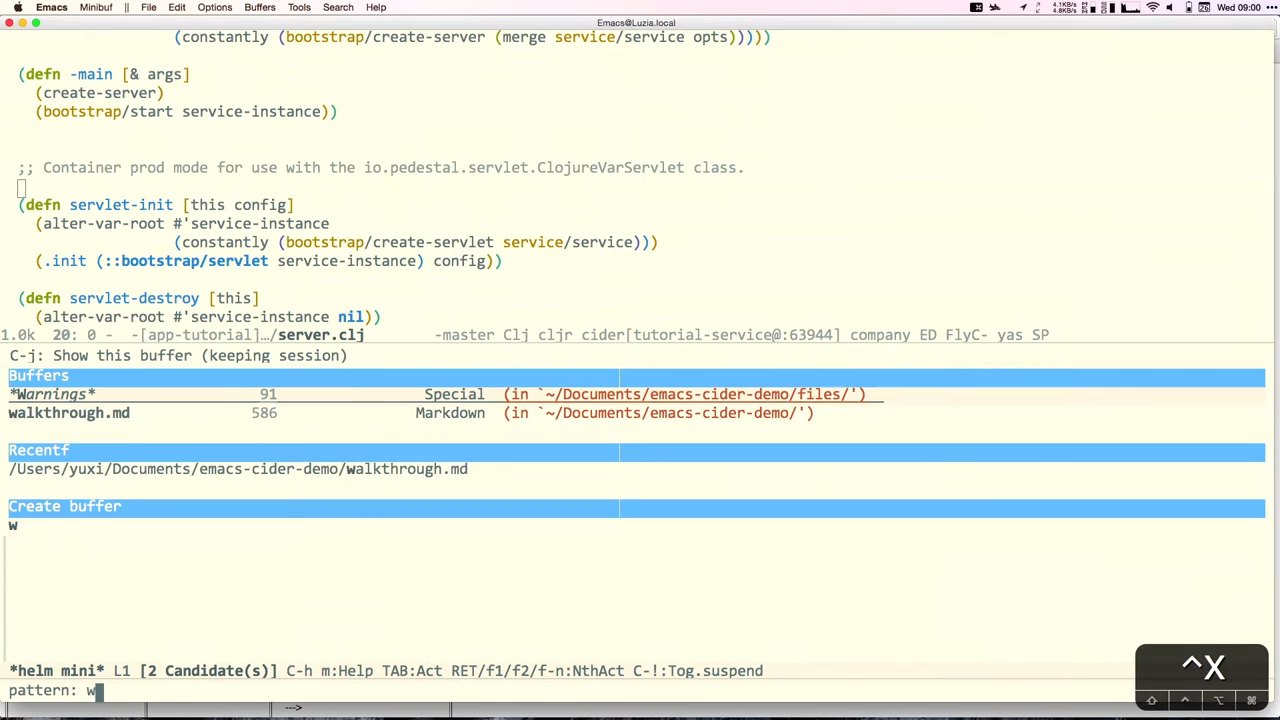 Emacs Minibuf File Edit Options Buffers Tools Search Help 4.1KB/s 4.8KB/s 26 Wed 09:00
Emacs@Luzia.local
(constantly (bootstrap/create-server (merge service/service opts)))))
(defn -main [& args]
(create-server)
(bootstrap/start service-instance))
;; Container prod mode for use with the io.pedestal.servlet.ClojureVarServlet class.
(defn servlet-init [this config]
(alter-var-root #'service-instance
(constantly (bootstrap/create-servlet service/service)))
(.init (::bootstrap/servlet service-instance) config))
(defn servlet-destroy [this]
(alter-var-root #'service-instance nil))
1.0k 20: 0 - -[app-tutorial]…/server.clj -master Clj cljr cider[tutorial-service@:63944] company ED FlyC- yas SP
C-j: Show this buffer (keeping session)
Buffers
*Warnings* 91 Special (in `~/Documents/emacs-cider-demo/files/')
walkthrough.md 586 Markdown (in `~/Documents/emacs-cider-demo/')
Recentf
/Users/yuxi/Documents/emacs-cider-demo/walkthrough.md
Create buffer
w
*helm mini* L1 [2 Candidate(s)] C-h m:Help TAB:Act RET/f1/f2/f-n:NthAct C-!:Tog.suspend
pattern: w
--->
^X